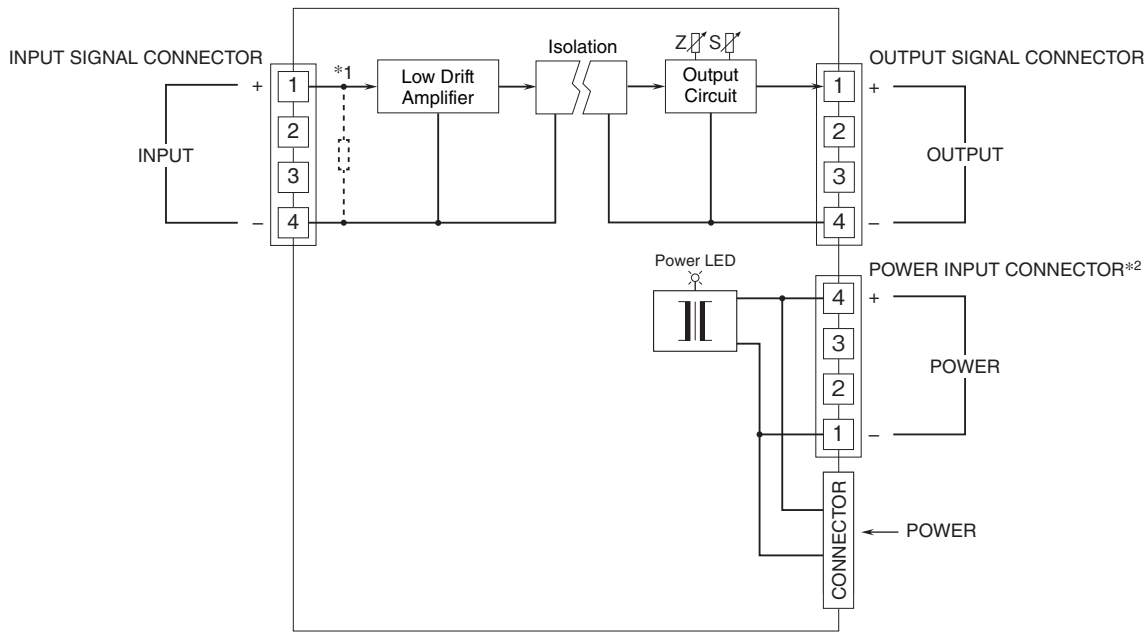 INPUT SIGNAL CONNECTOR
+
1
2
3
4
–
INPUT
*1
Low Drift
Amplifier
Isolation
Z S
Output
Circuit
OUTPUT SIGNAL CONNECTOR
1
2
3
4
+
–
OUTPUT
Power LED
POWER INPUT CONNECTOR*2
4
3
2
1
+
–
POWER
CONNECTOR
POWER